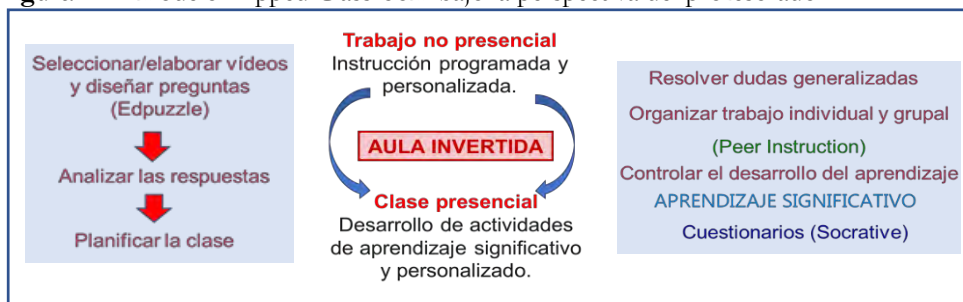 Seleccionar/elaborar vídeos
y diseñar preguntas
(Edpuzzle)
Analizar las respuestas
Planificar la clase
Trabajo no presencial
Instrucción programada y
personalizada.
AULA INVERTIDA
Clase presencial
Desarrollo de actividades
de aprendizaje significativo
y personalizado.
Resolver dudas generalizadas
Organizar trabajo individual y grupal
(Peer Instruction)
Controlar el desarrollo del aprendizaje
APRENDIZAJE SIGNIFICATIVO
Cuestionarios (Socrative)